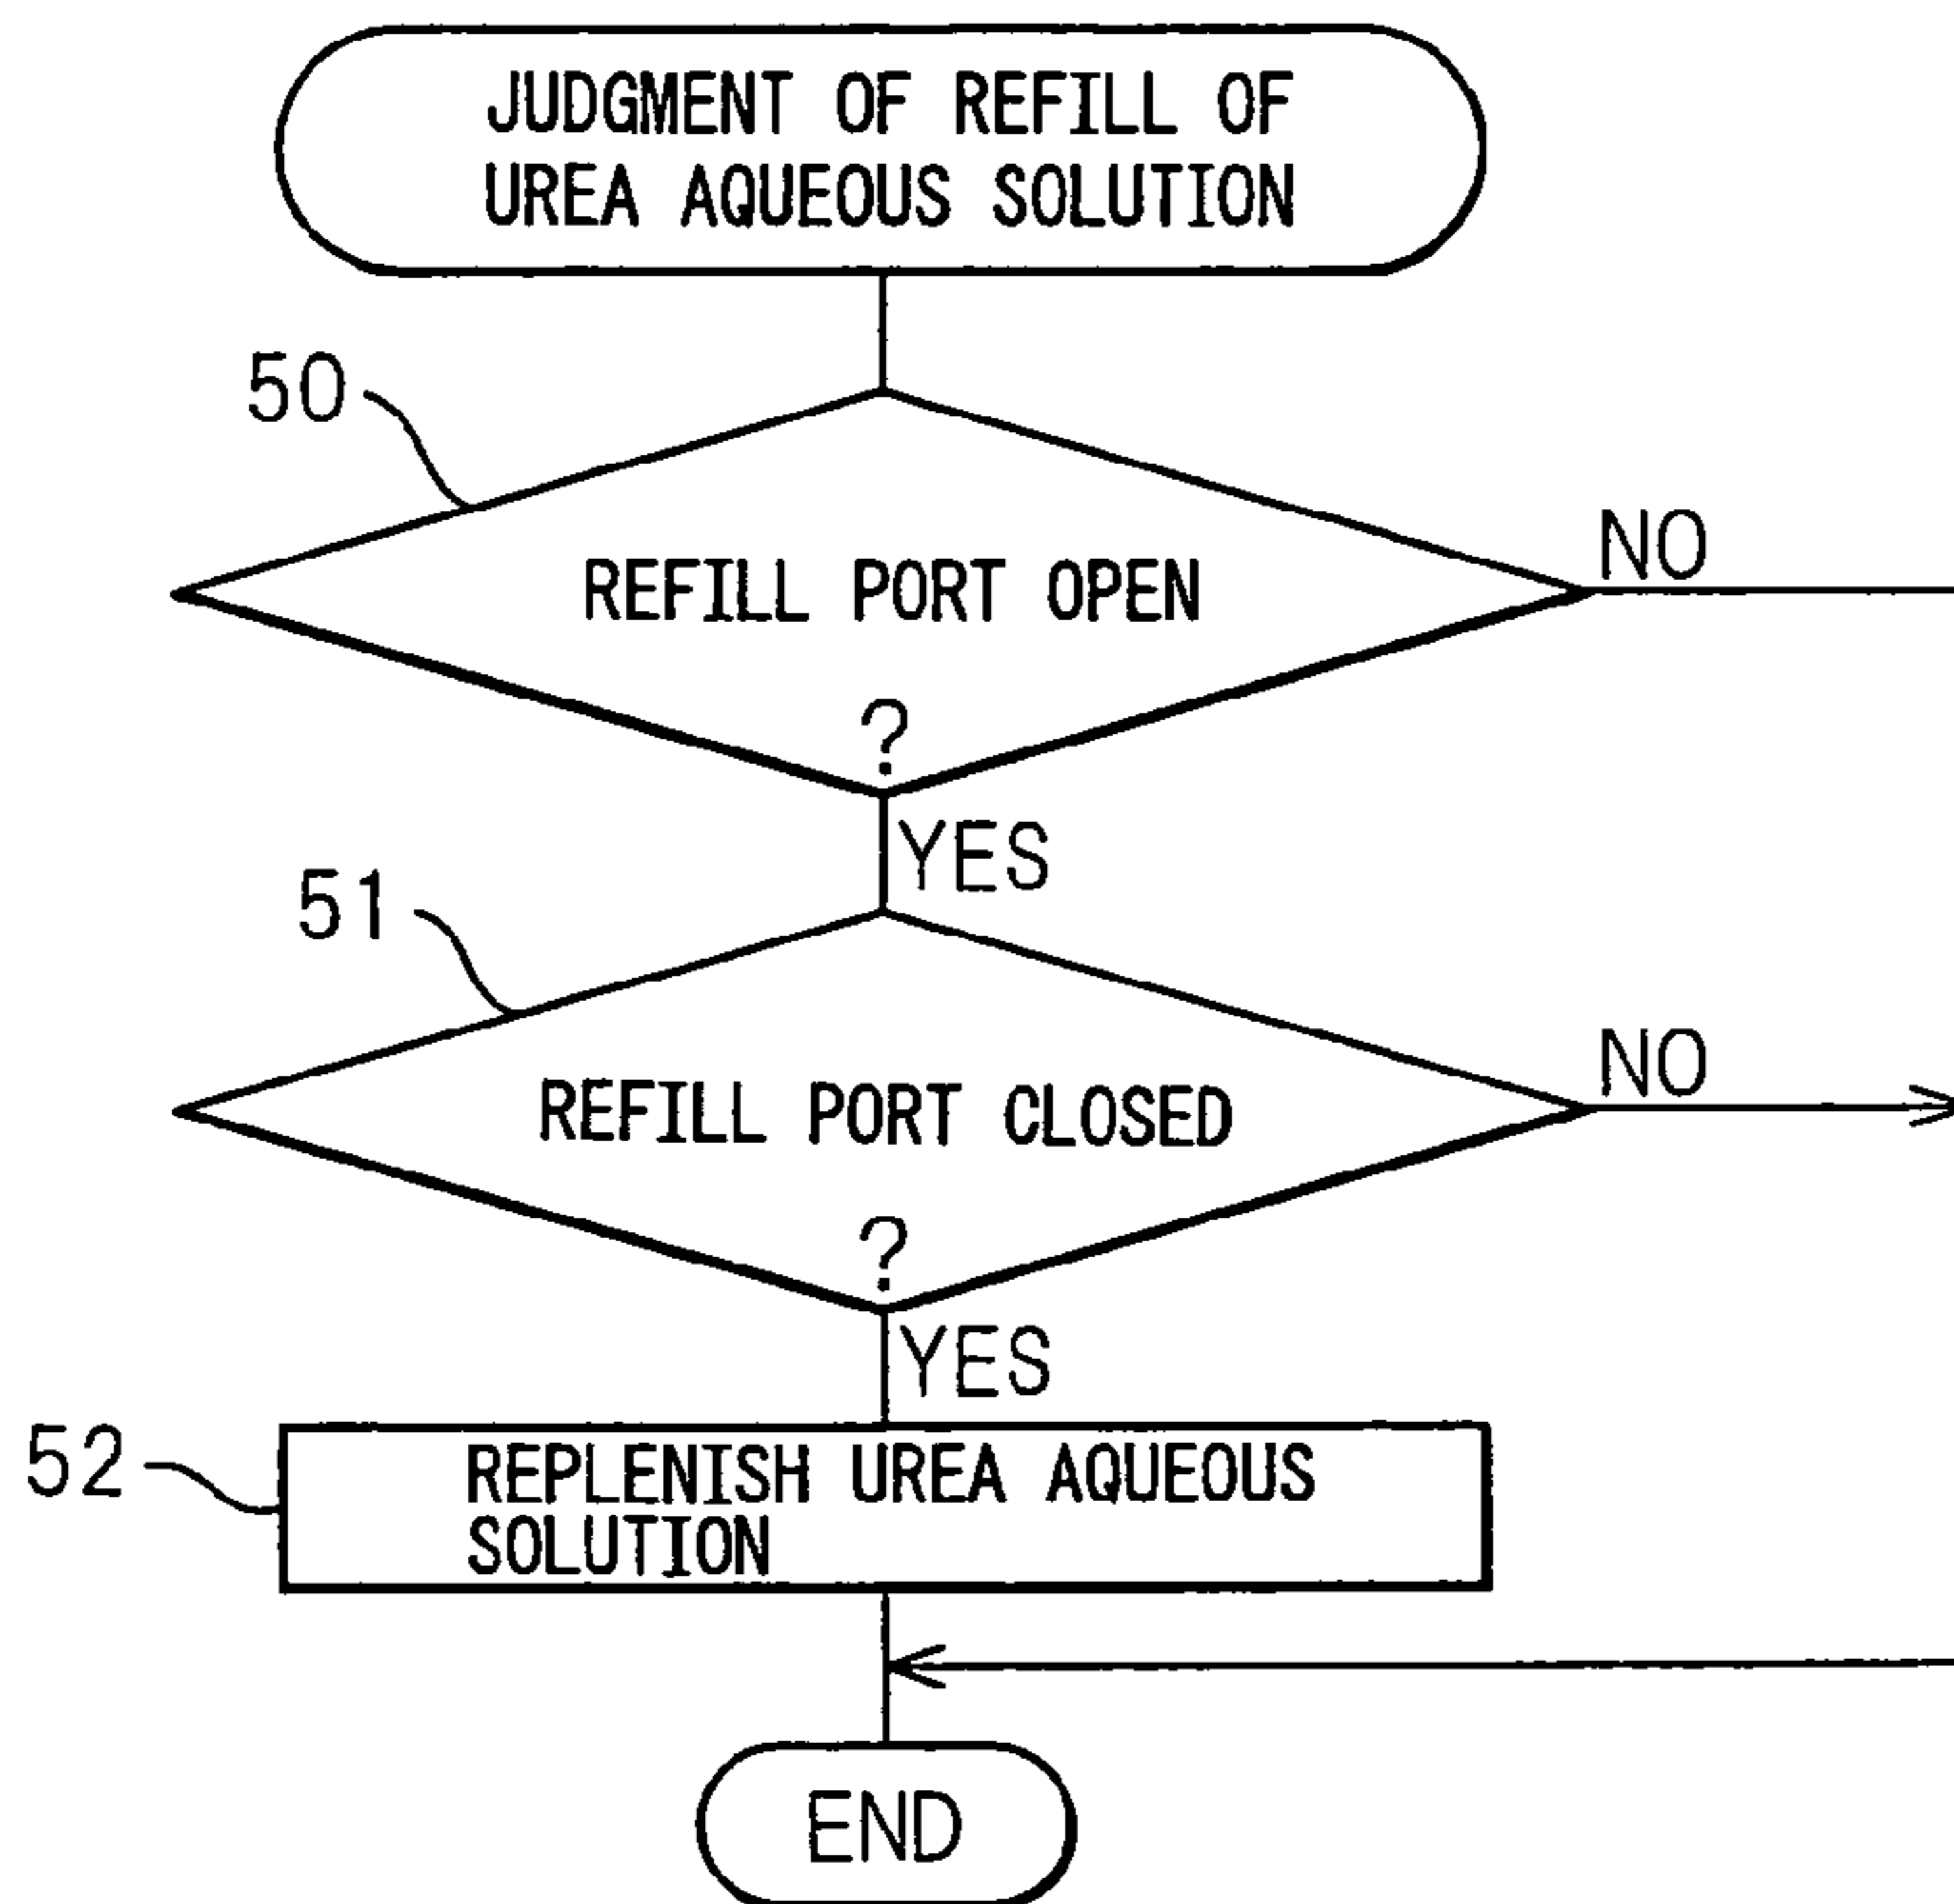 JUDGMENT OF REFILL OF
UREA AQUEOUS SOLUTION
50
NO
REFILL PORT OPEN
?
YES
51
NO
REFILL PORT CLOSED
?
YES
52
REPLENISH UREA AQUEOUS
SOLUTION
END